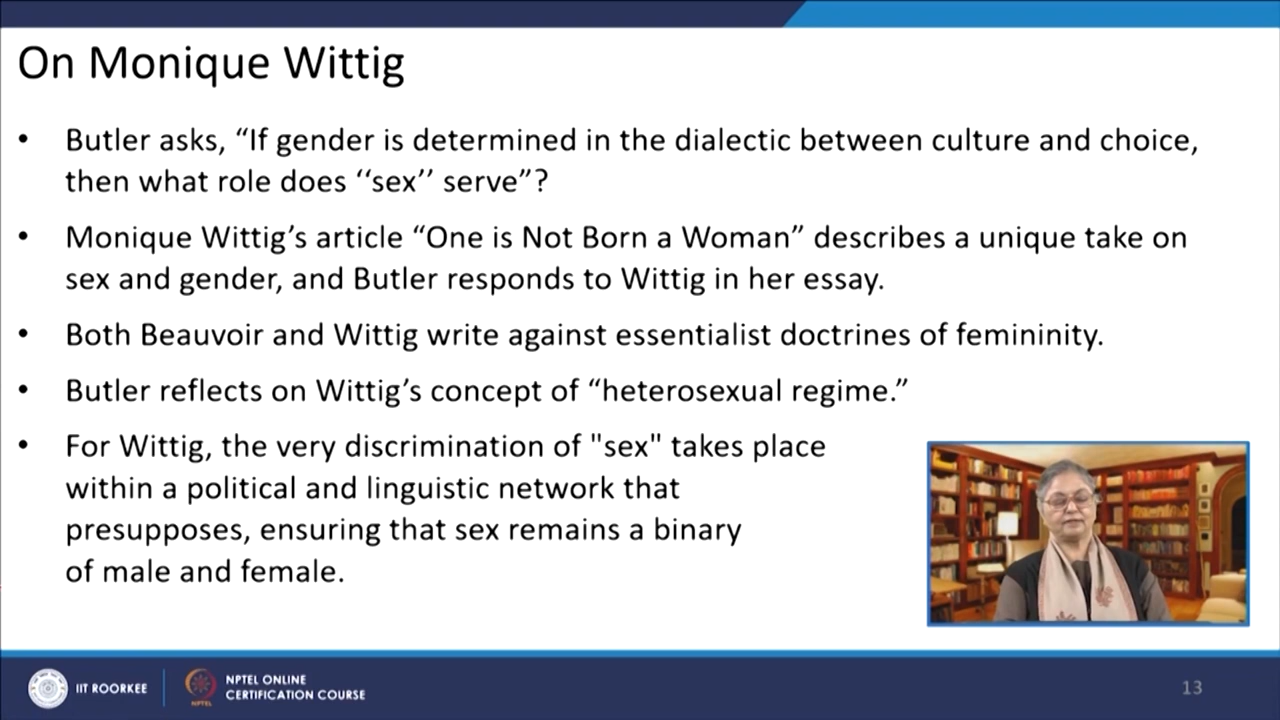 On Monique Wittig
• Butler asks, “If gender is determined in the dialectic between culture and choice,
then what role does ‘‘sex’’ serve”?
• Monique Wittig’s article “One is Not Born a Woman” describes a unique take on
sex and gender, and Butler responds to Wittig in her essay.
• Both Beauvoir and Wittig write against essentialist doctrines of femininity.
• Butler reflects on Wittig’s concept of “heterosexual regime.”
• For Wittig, the very discrimination of "sex" takes place
within a political and linguistic network that
presupposes, ensuring that sex remains a binary
of male and female.
IIT ROORKEE
NPTEL
NPTEL ONLINE
CERTIFICATION COURSE
13